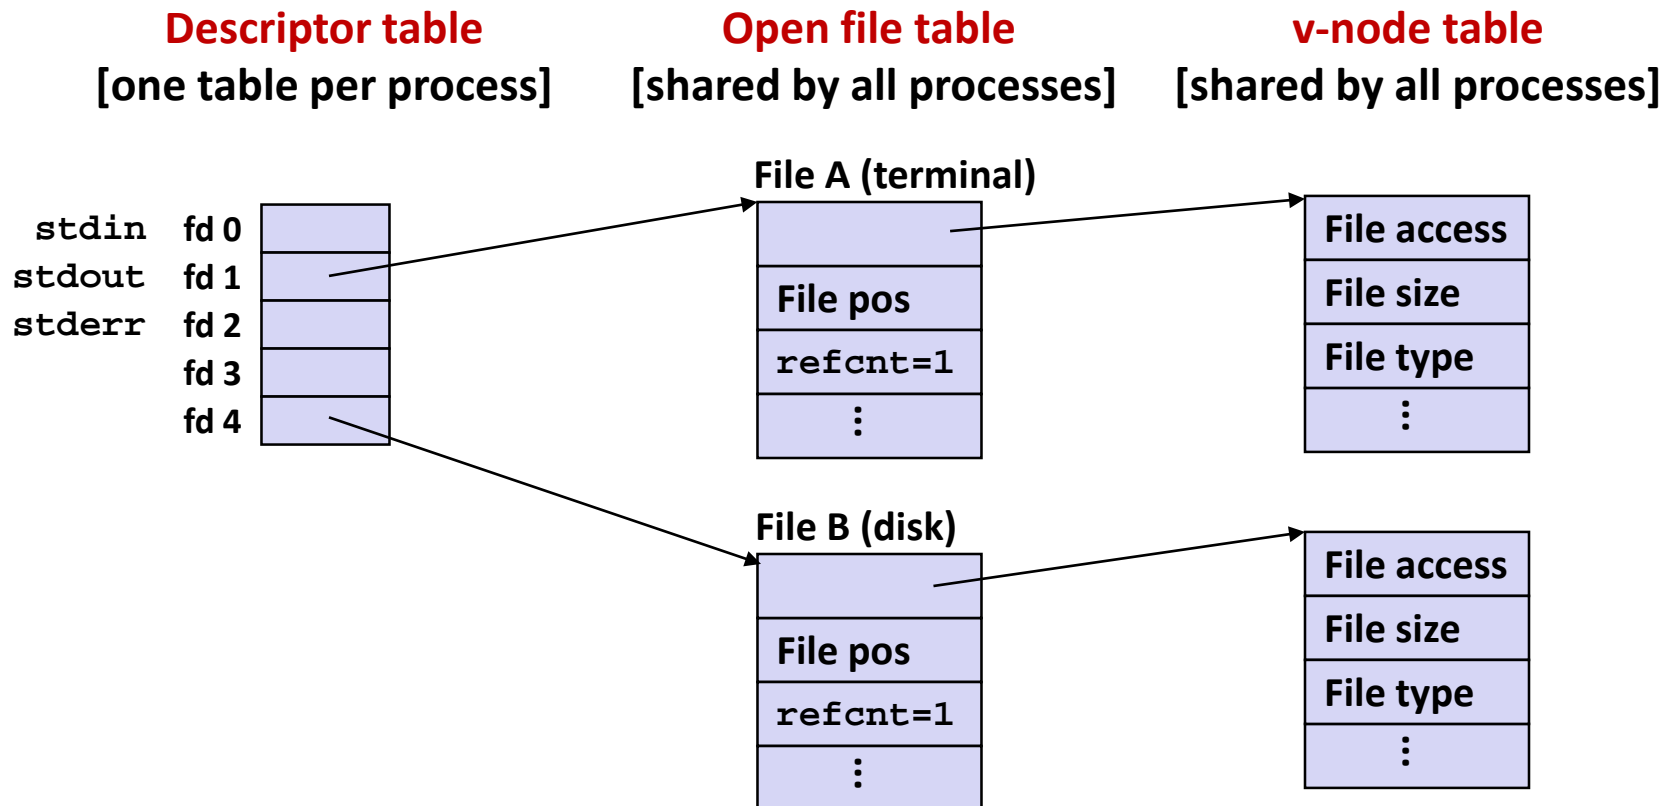 Descriptor table
[one table per process]
Open file table
[shared by all processes]
v-node table
[shared by all processes]
stdin fd 0
stdout fd 1
stderr fd 2
fd 3
fd 4
File A (terminal)
File pos
refcnt=1
⋮
File access
File size
File type
⋮
File B (disk)
File pos
refcnt=1
⋮
File access
File size
File type
⋮